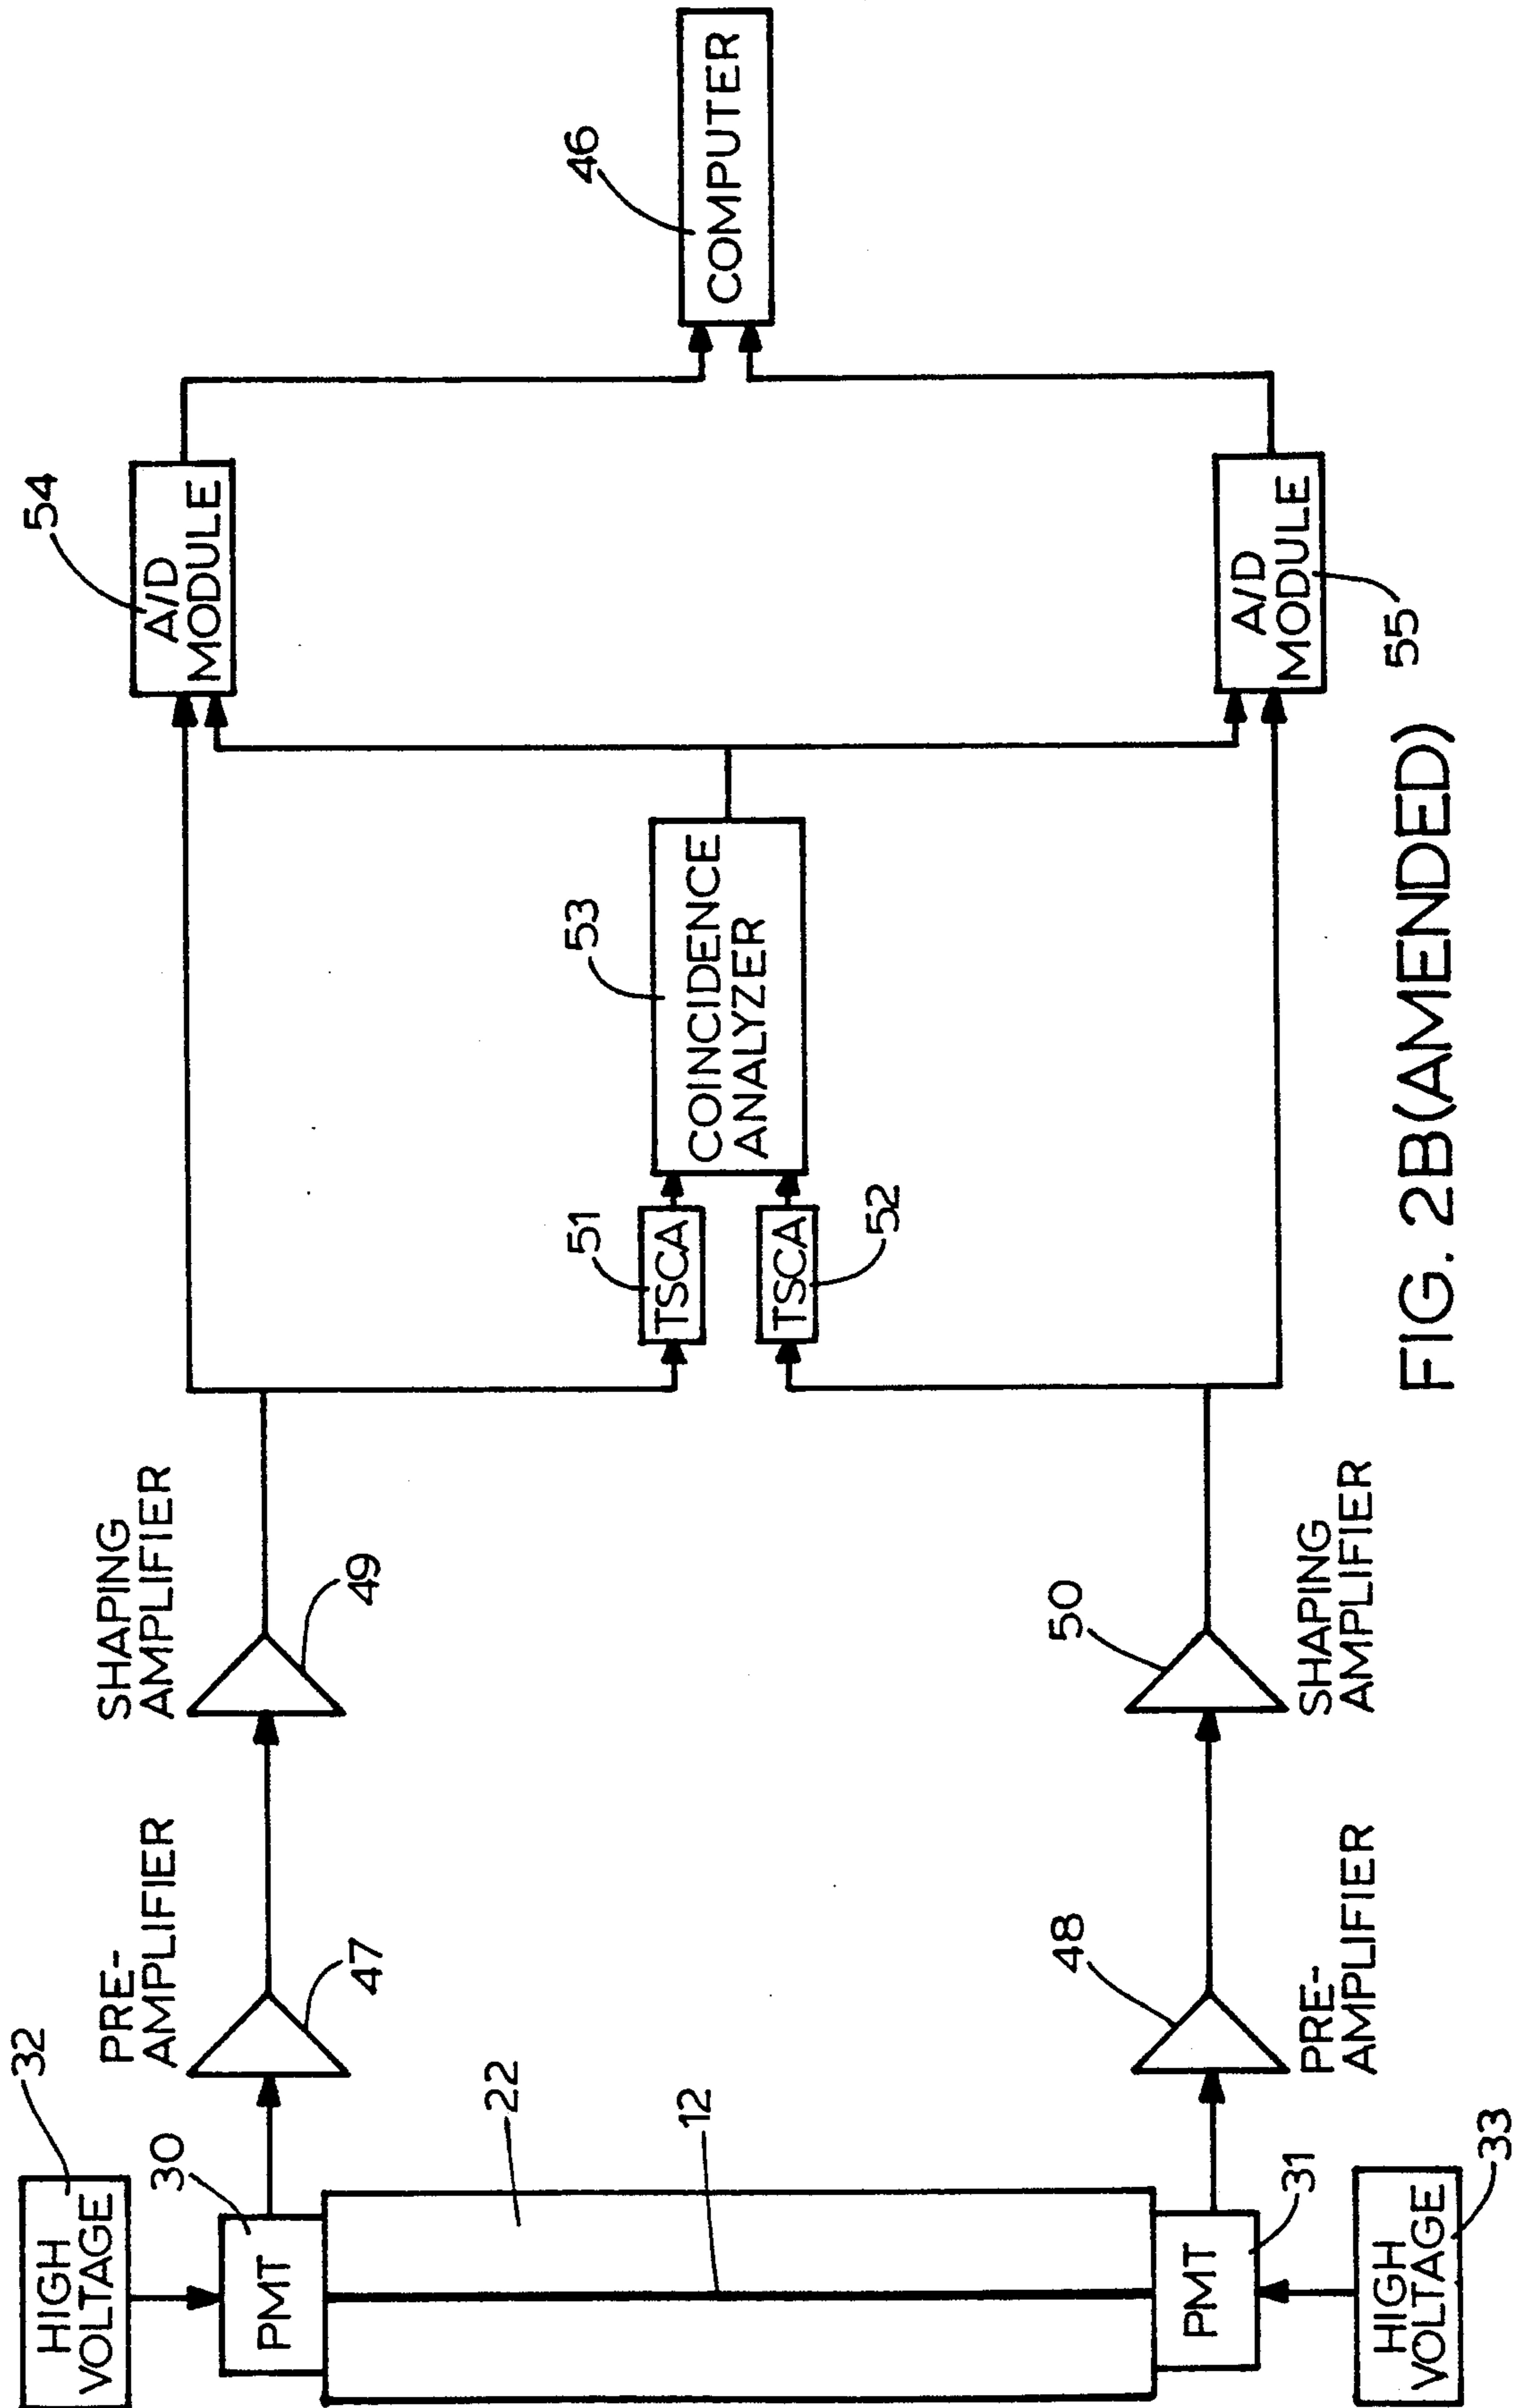 32
HIGH
VOLTAGE
30
PMT
22
12
PMT
31
HIGH
VOLTAGE
33
PRE-
AMPLIFIER
47
48
PRE-
AMPLIFIER
SHAPING
AMPLIFIER
49
50
SHAPING
AMPLIFIER
51
TSCA
TSCA
52
53
COINCIDENCE
ANALYZER
54
A/D
MODULE
A/D
MODULE
55
46
COMPUTER
FIG. 2B(AMENDED)